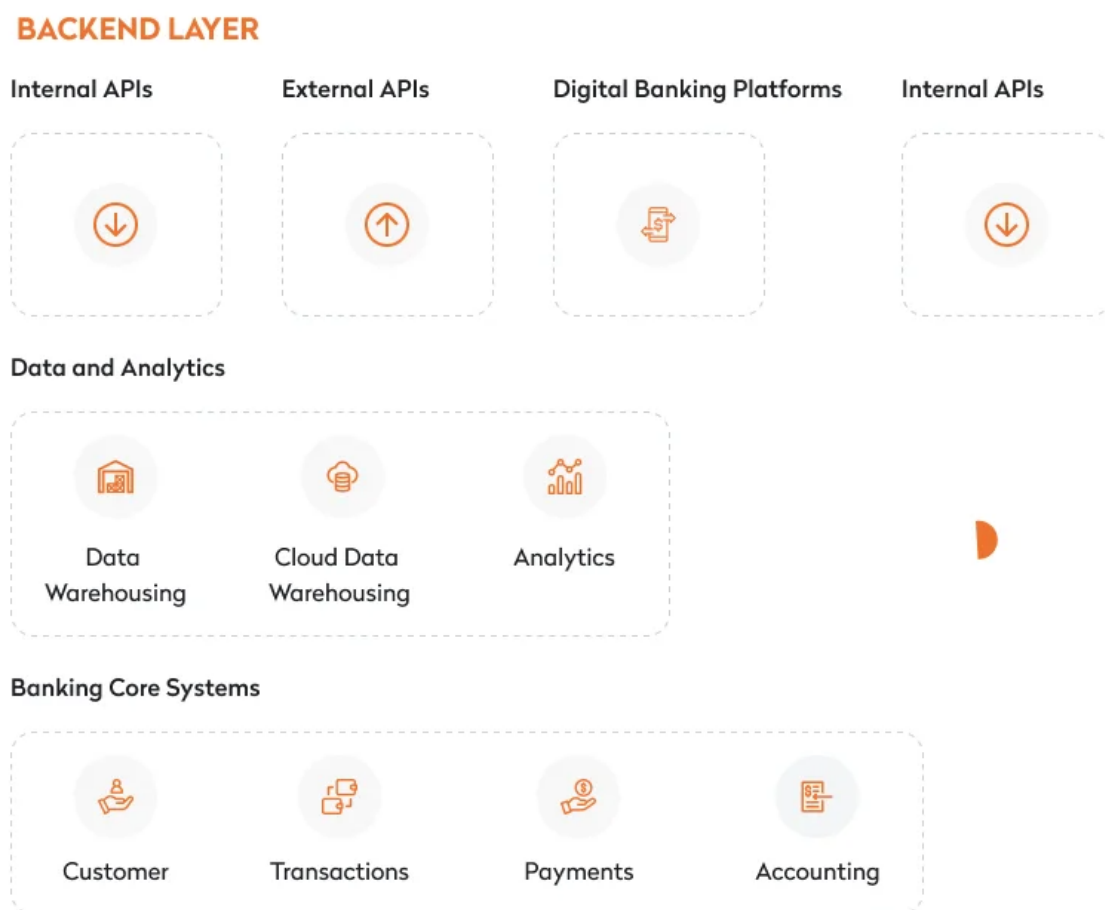 BACKEND LAYER
Internal APIs
External APIs
Digital Banking Platforms
Internal APIs
Data and Analytics
Data
Warehousing
Cloud Data
Warehousing
Analytics
Banking Core Systems
Customer
Transactions
Payments
Accounting